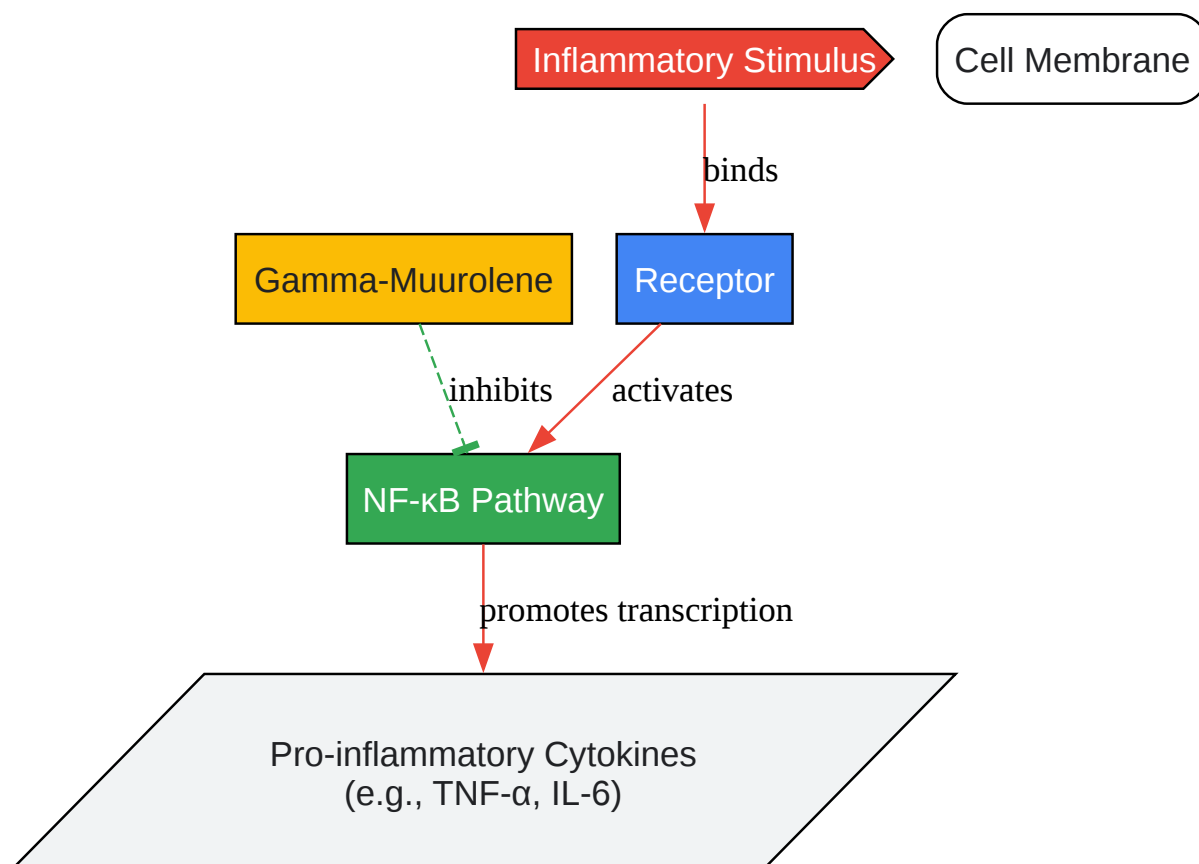 Inflammatory Stimulus
Cell Membrane
binds
Gamma-Muurolene
Receptor
inhibits
activates
NF-κB Pathway
promotes transcription
Pro-inflammatory Cytokines
(e.g., TNF-α, IL-6)